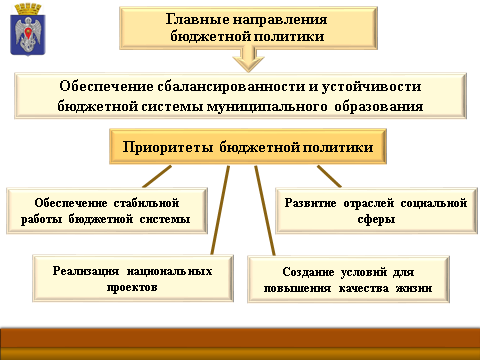 Главные направления
бюджетной политики
Обеспечение сбалансированности и устойчивости
бюджетной системы муниципального образования
Приоритеты бюджетной политики
Обеспечение стабильной
работы бюджетной системы
Развитие отраслей социальной
сферы
Реализация национальных
проектов
Создание условий для
повышения качества жизни